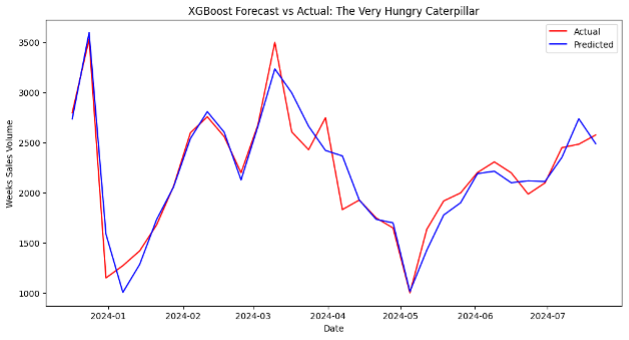 XGBoost Forecast vs Actual: The Very Hungry Caterpillar
Actual
Predicted
Weeks Sales Volume
3500
3000
2500
2000
1500
1000
2024-01
2024-02
2024-03
2024-04
2024-05
2024-06
2024-07
Date